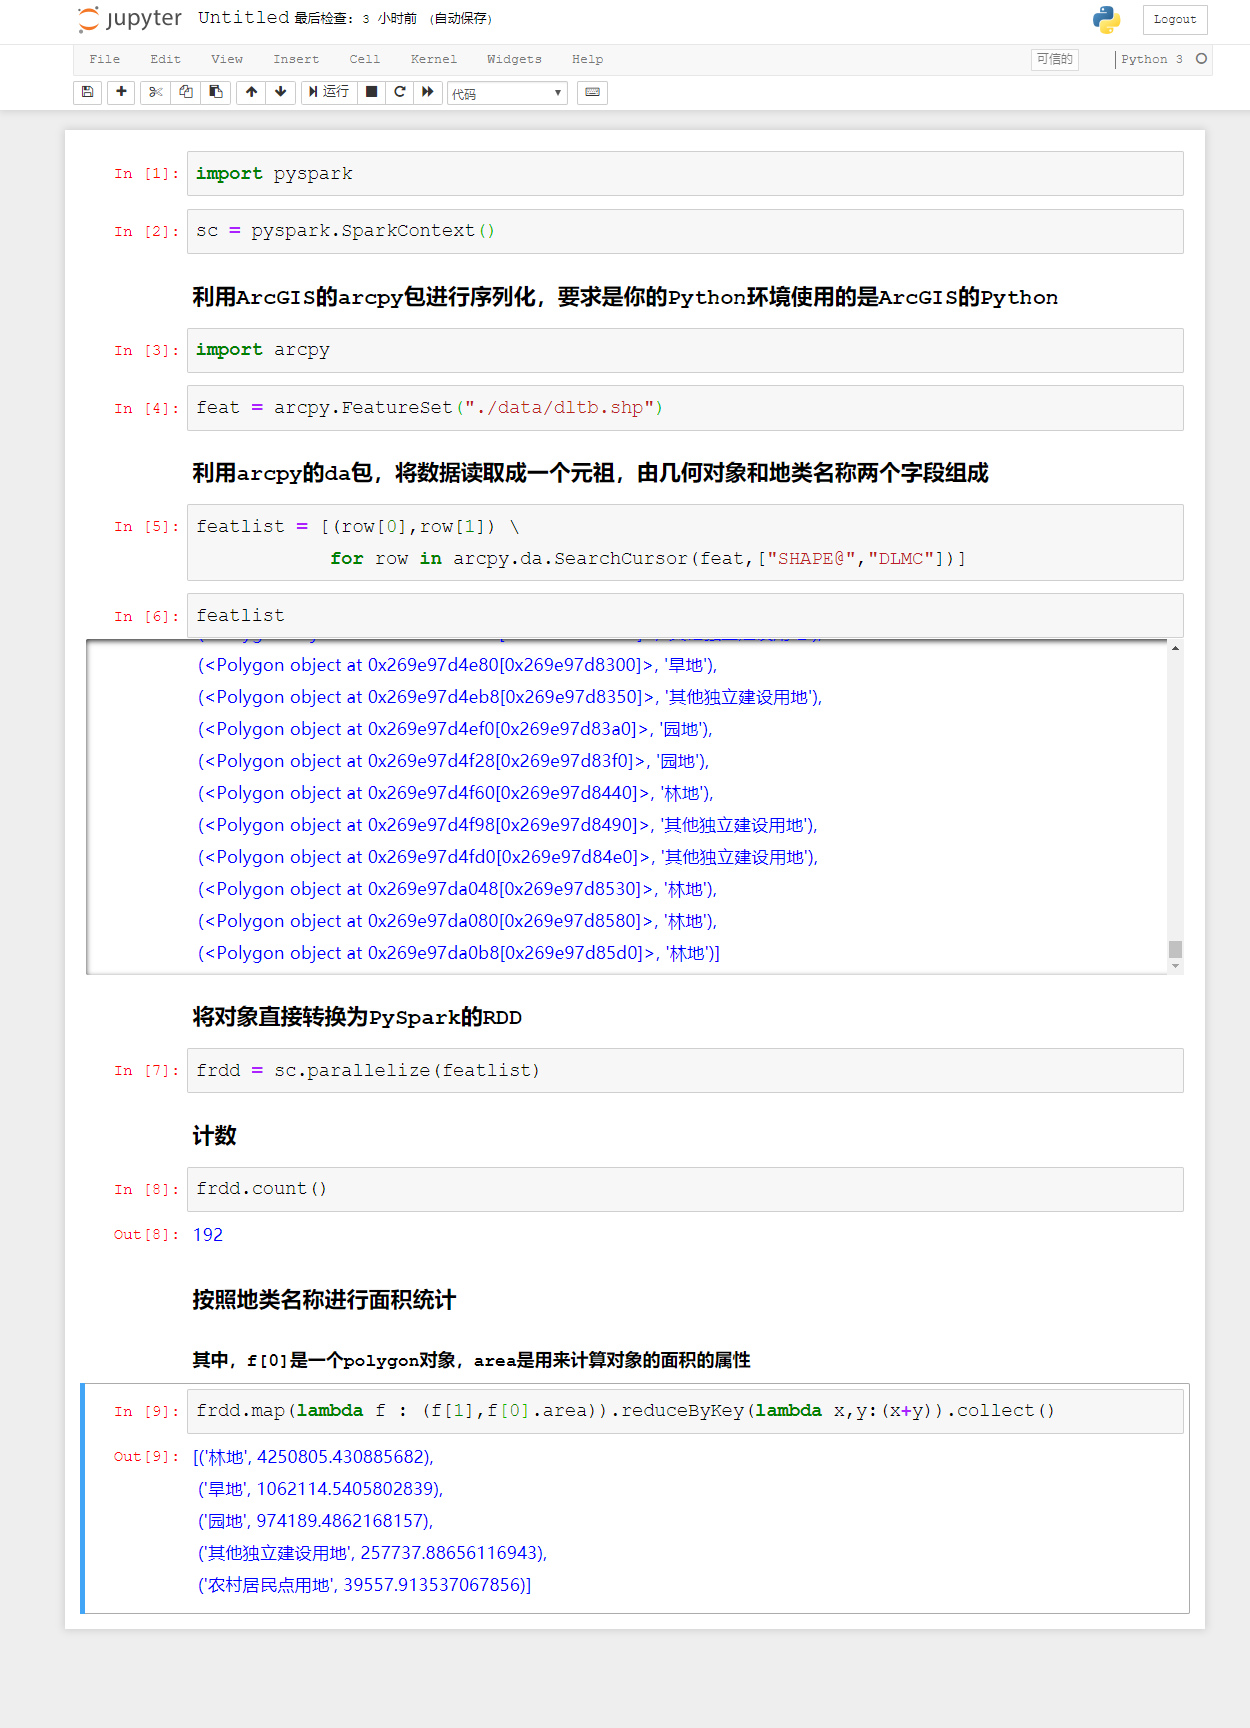 jupyter Untitled 最后检查: 3 小时前 (自动保存) Logout
File Edit View Insert Cell Kernel Widgets Help 可信的 Python 3
运行 代码
In [1]: import pyspark
In [2]: sc = pyspark.SparkContext()
利用ArcGIS的arcpy包进行序列化，要求是你的Python环境使用的是ArcGIS的Python
In [3]: import arcpy
In [4]: feat = arcpy.FeatureSet("./data/dltb.shp")
利用arcpy的da包，将数据读取成一个元祖，由几何对象和地类名称两个字段组成
In [5]: featlist = [(row[0],row[1]) \
for row in arcpy.da.SearchCursor(feat,["SHAPE@","DLMC"])]
In [6]: featlist
(<Polygon object at 0x269e97d4e80[0x269e97d8300]>, '旱地'),
(<Polygon object at 0x269e97d4eb8[0x269e97d8350]>, '其他独立建设用地'),
(<Polygon object at 0x269e97d4ef0[0x269e97d83a0]>, '园地'),
(<Polygon object at 0x269e97d4f28[0x269e97d83f0]>, '园地'),
(<Polygon object at 0x269e97d4f60[0x269e97d8440]>, '林地'),
(<Polygon object at 0x269e97d4f98[0x269e97d8490]>, '其他独立建设用地'),
(<Polygon object at 0x269e97d4fd0[0x269e97d84e0]>, '其他独立建设用地'),
(<Polygon object at 0x269e97da048[0x269e97d8530]>, '林地'),
(<Polygon object at 0x269e97da080[0x269e97d8580]>, '林地'),
(<Polygon object at 0x269e97da0b8[0x269e97d85d0]>, '林地')]
将对象直接转换为PySpark的RDD
In [7]: frdd = sc.parallelize(featlist)
计数
In [8]: frdd.count()
Out[8]: 192
按照地类名称进行面积统计
其中，f[0]是一个polygon对象，area是用来计算对象的面积的属性
In [9]: frdd.map(lambda f : (f[1],f[0].area)).reduceByKey(lambda x,y:(x+y)).collect()
Out[9]: [('林地', 4250805.430885682),
('旱地', 1062114.5405802839),
('园地', 974189.4862168157),
('其他独立建设用地', 257737.88656116943),
('农村居民点用地', 39557.913537067856)]